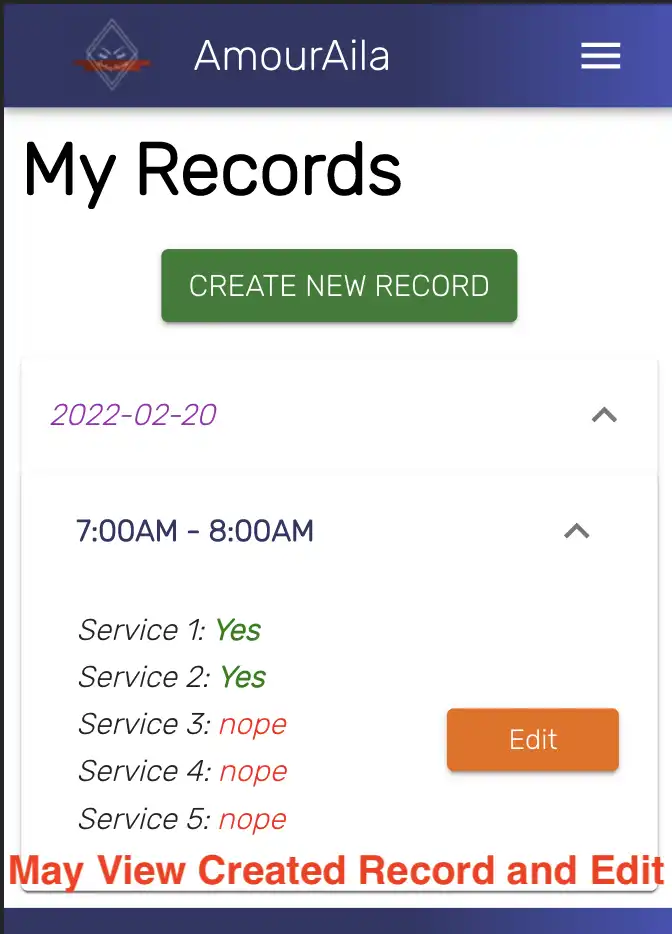 AmourAila
My Records
CREATE NEW RECORD
2022-02-20
7:00AM - 8:00AM
Service 1: Yes
Service 2: Yes
Service 3: nope
Edit
Service 4: nope
Service 5: nope
May View Created Record and Edit